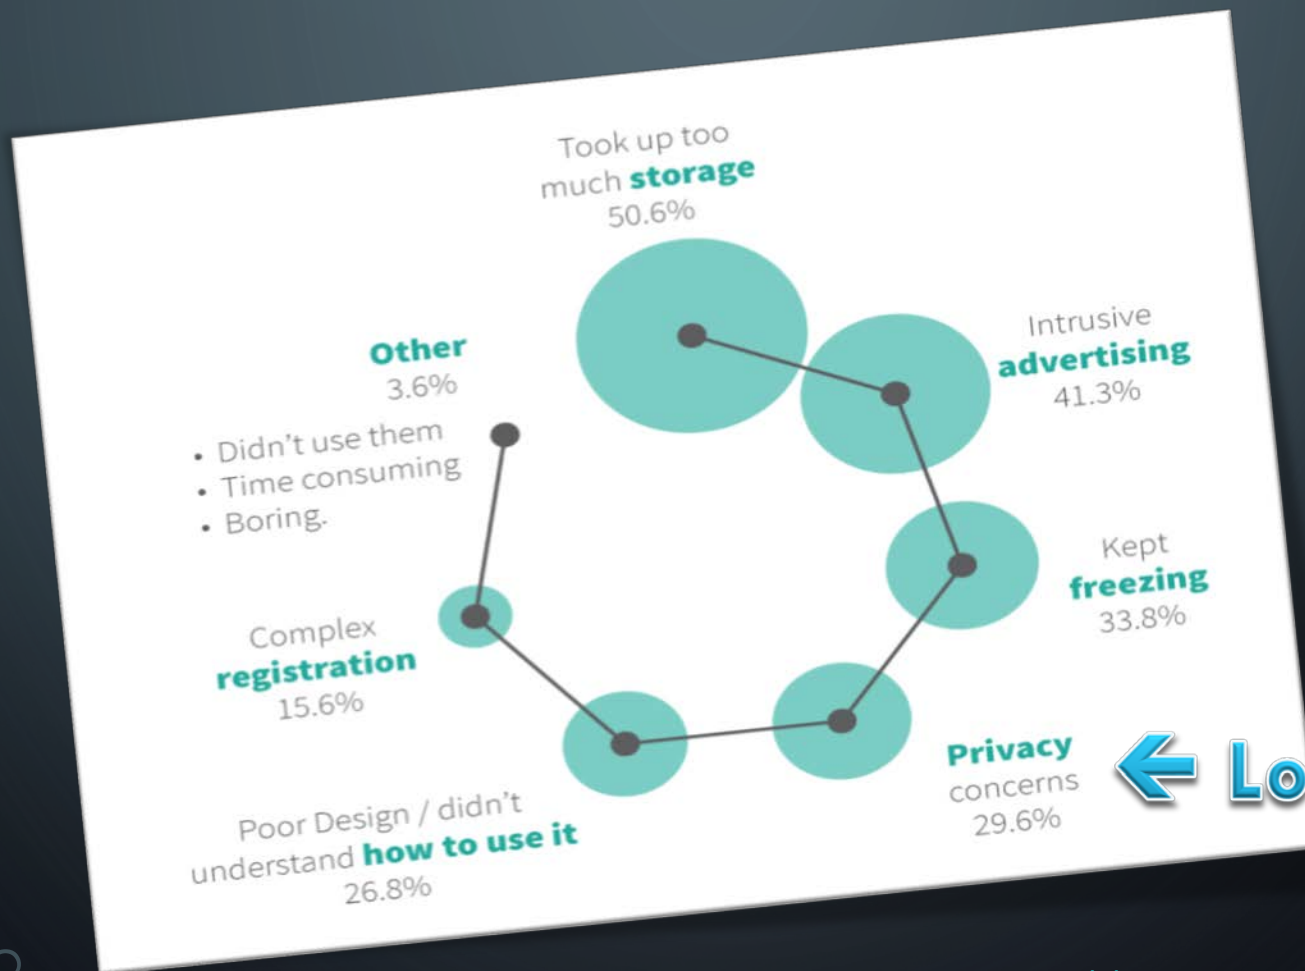 Took up too
much storage
50.6%
Intrusive
advertising
41.3%
Kept
freezing
33.8%
Privacy
concerns
29.6%
Poor Design / didn't
understand how to use it
26.8%
Complex
registration
15.6%
Other
3.6%
• Didn't use them
• Time consuming
• Boring.